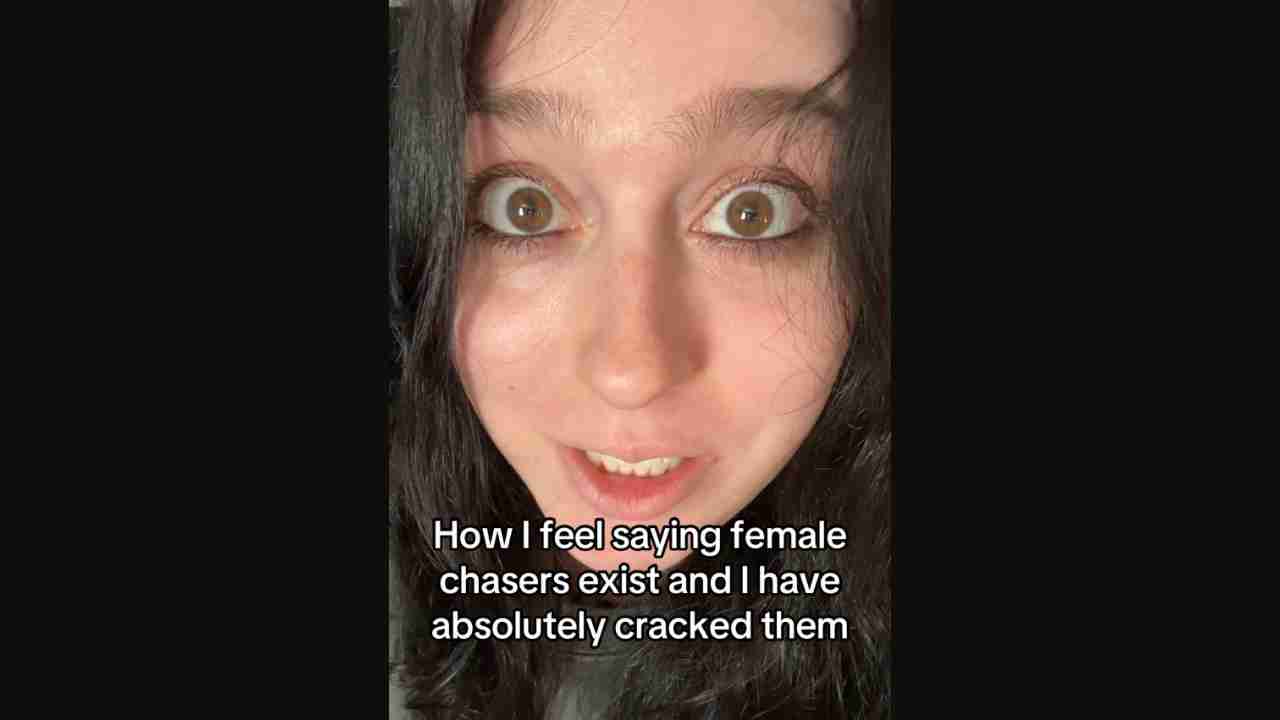 How I feel saying female
chasers exist and I have
absolutely cracked them